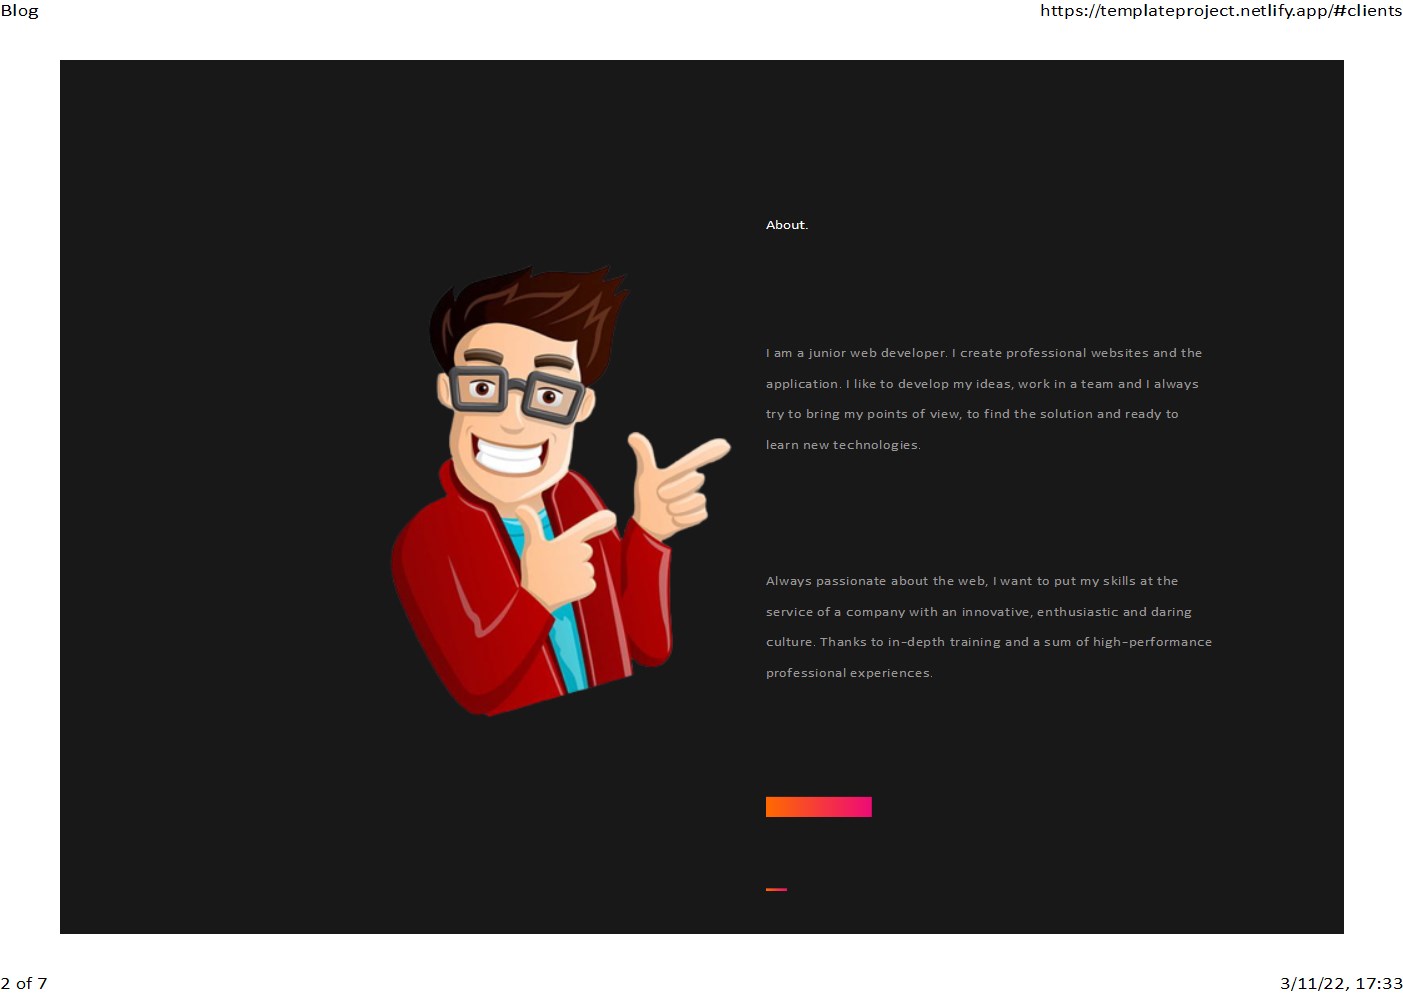 Blog
https://templateproject.netlify.app/#clients
About.
I am a junior web developer. I create professional websites and the
application. I like to develop my ideas, work in a team and I always
try to bring my points of view, to find the solution and ready to
learn new technologies.
Always passionate about the web, I want to put my skills at the
service of a company with an innovative, enthusiastic and daring
culture. Thanks to in-depth training and a sum of high-performance
professional experiences.
2 of 7
3/11/22, 17:33